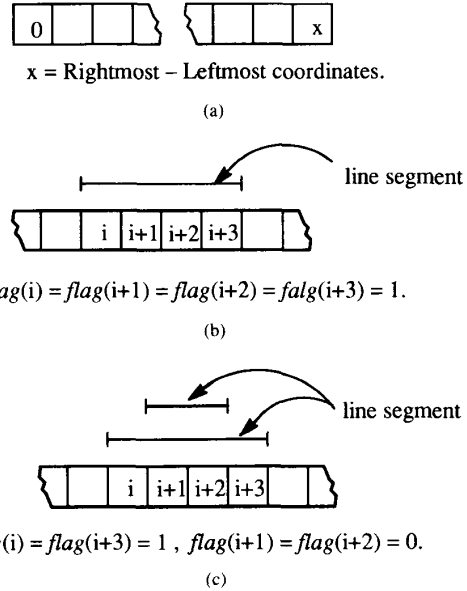 0 x
x = Rightmost – Leftmost coordinates.
(a)
line segment
i i+1 i+2 i+3
ag(i) = flag(i+1) = flag(i+2) = falg(i+3) = 1.
(b)
line segment
i i+1 i+2 i+3
(i) = flag(i+3) = 1 , flag(i+1) = flag(i+2) = 0.
(c)